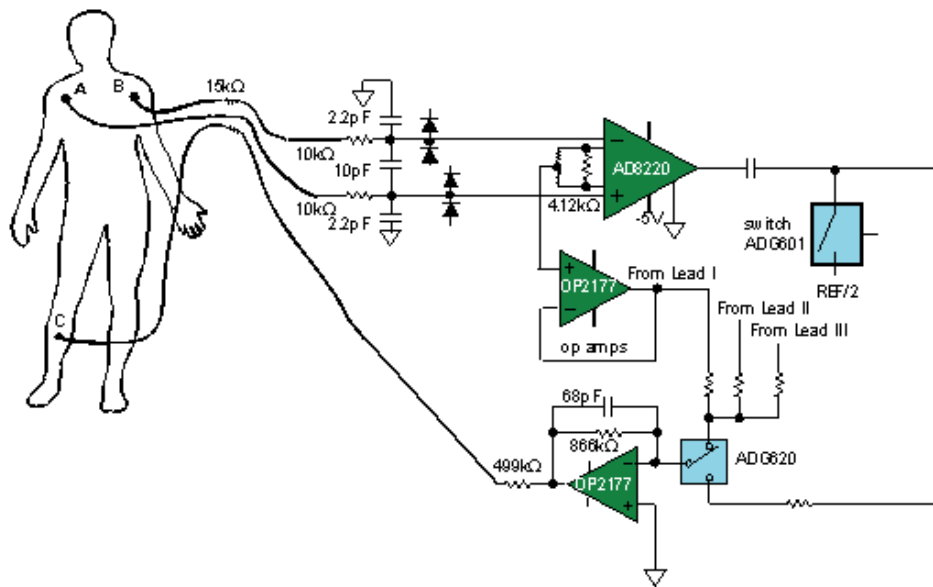 A
B
15kΩ
2.2pF
10kΩ
10pF
10kΩ
2.2pF
−
AD8220
+
4.12kΩ
-5V
switch
ADG601
REF/2
+
OP2177
−
From Lead I
From Lead II
From Lead III
op amps
C
68pF
866kΩ
499kΩ
−
OP2177
+
ADG620